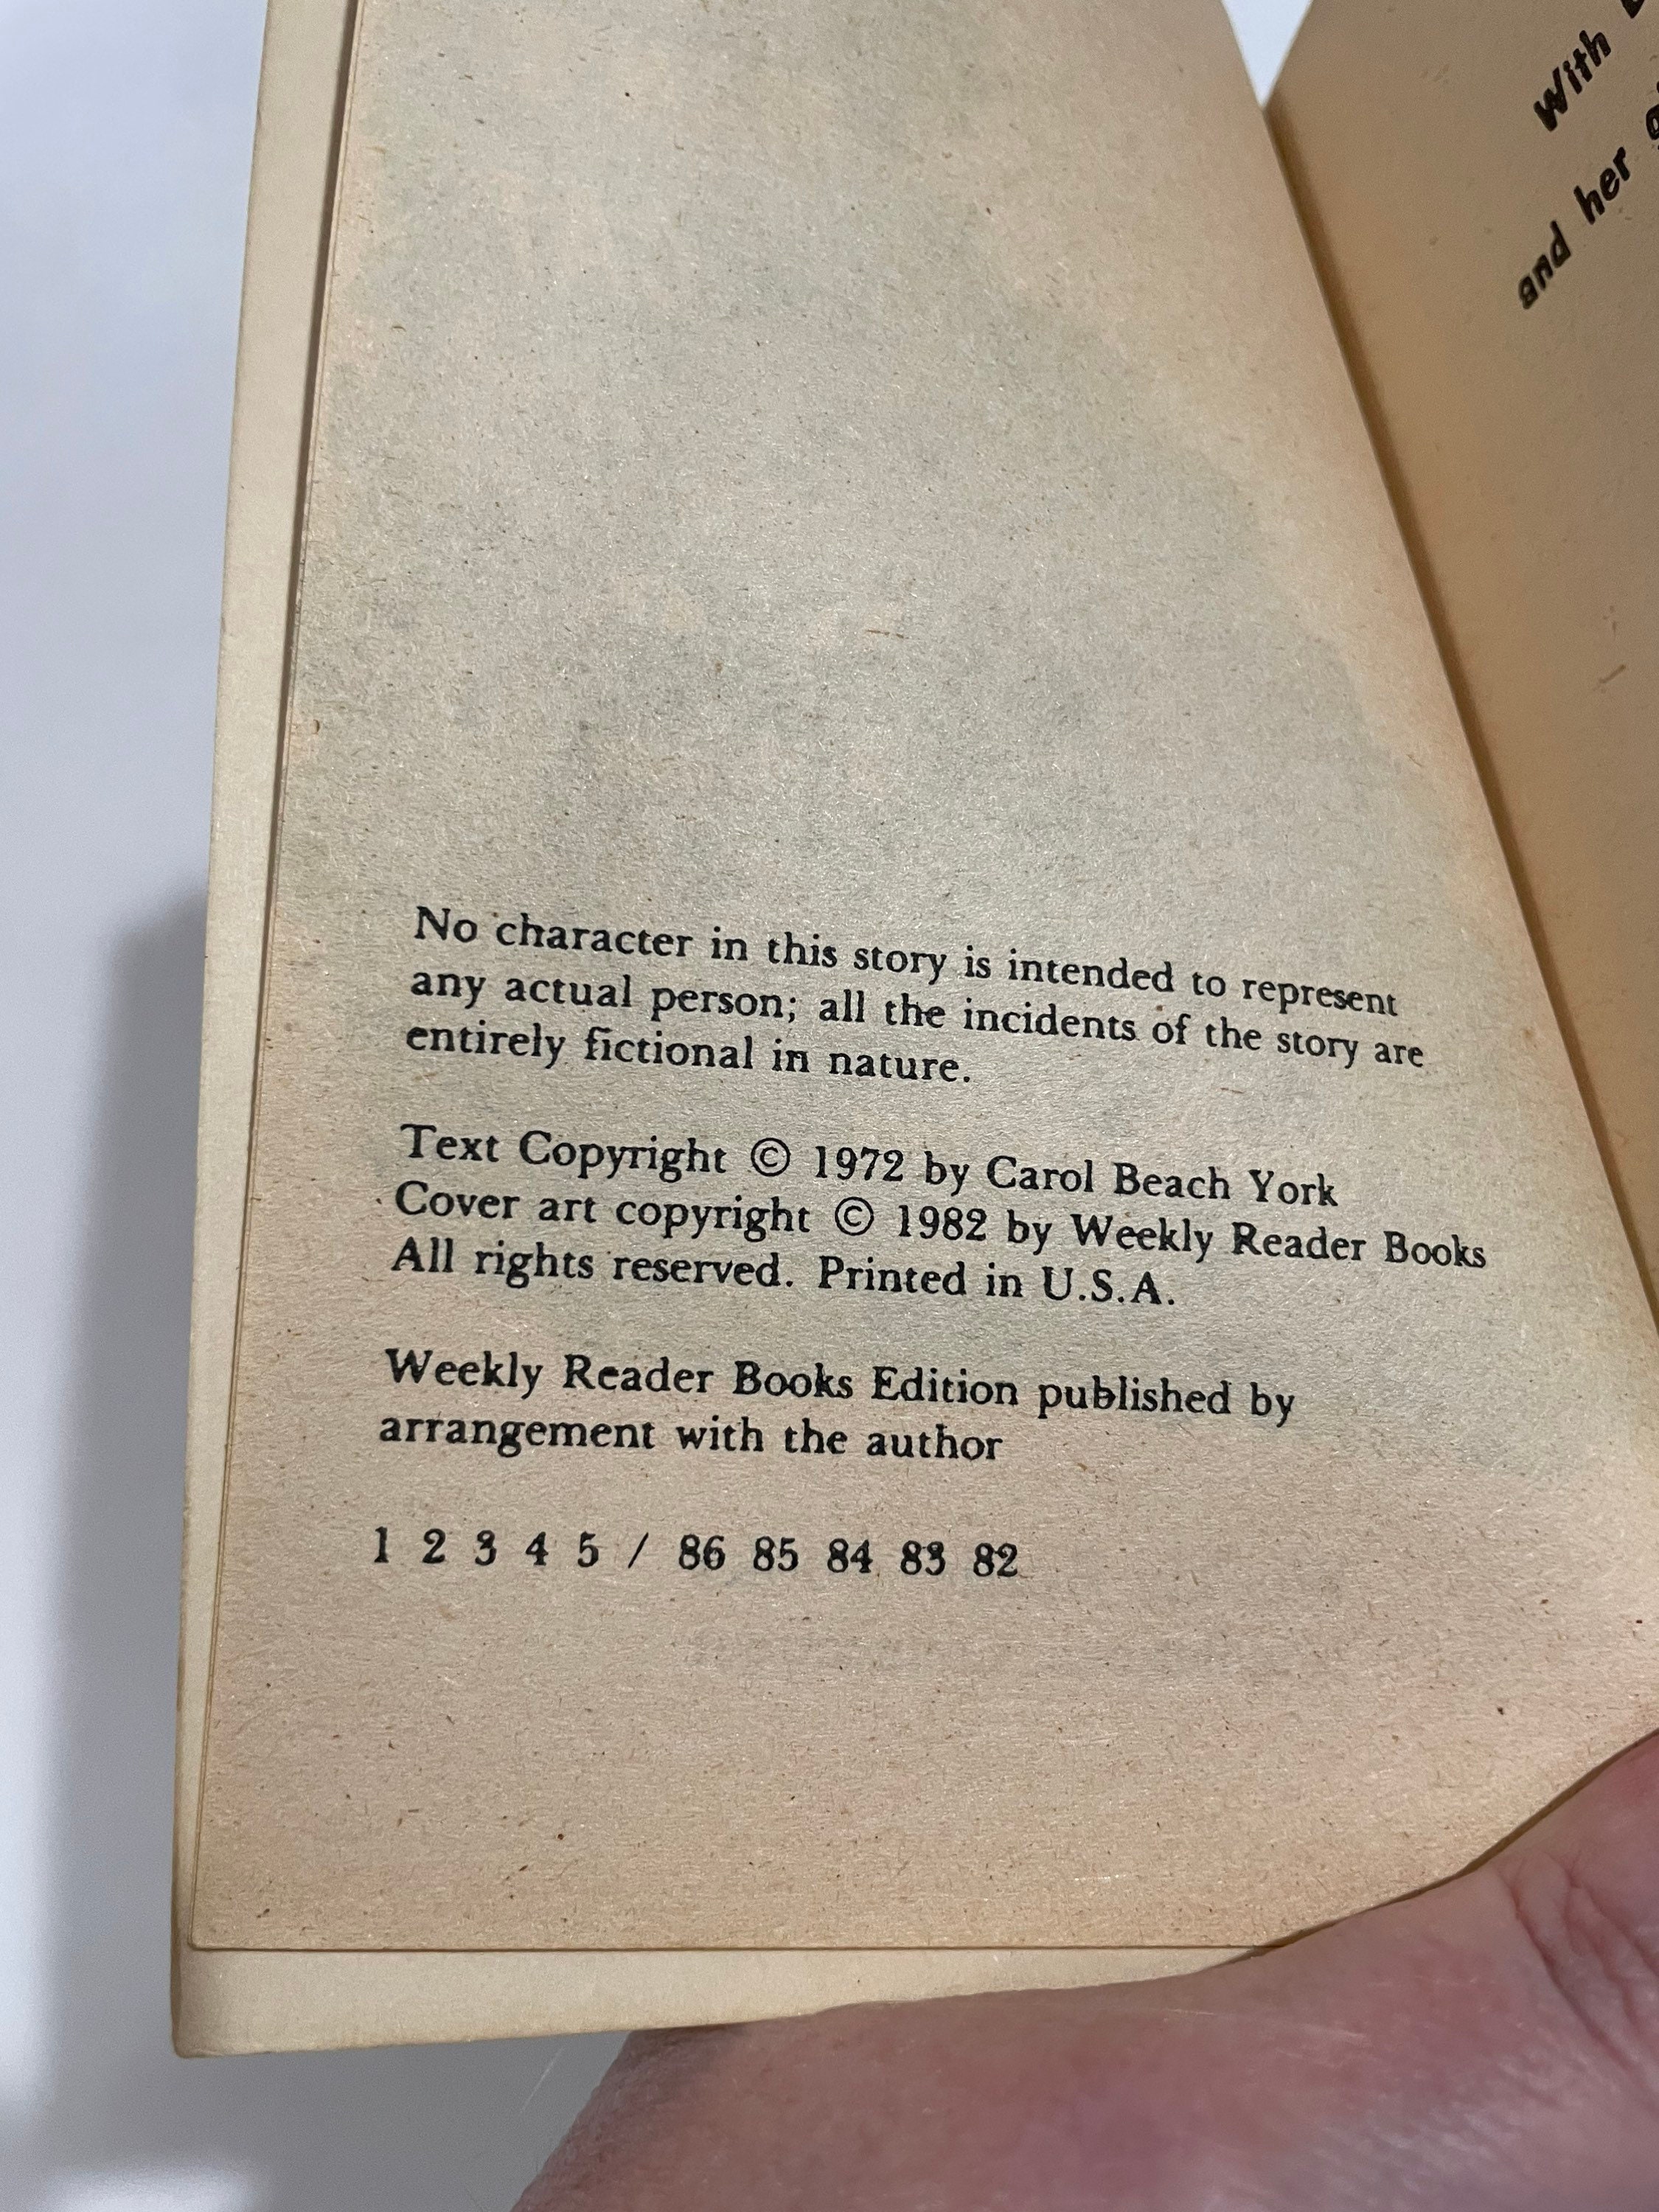 No character in this story is intended to represent
any actual person; all the incidents of the story are
entirely fictional in nature.
Text Copyright © 1972 by Carol Beach York
Cover art copyright © 1982 by Weekly Reader Books
All rights reserved. Printed in U.S.A.
Weekly Reader Books Edition published by
arrangement with the author
1 2 3 4 5 / 86 85 84 83 82
With
and her